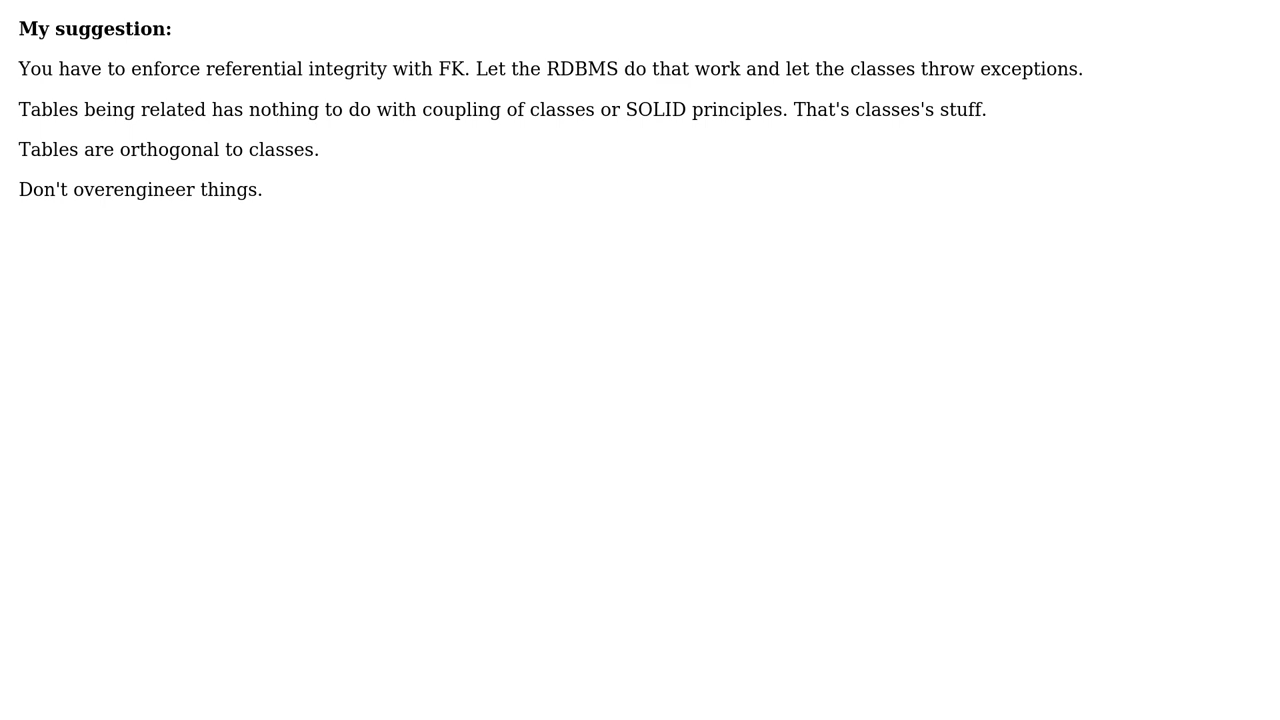 My suggestion:
You have to enforce referential integrity with FK. Let the RDBMS do that work and let the classes throw exceptions.
Tables being related has nothing to do with coupling of classes or SOLID principles. That's classes's stuff.
Tables are orthogonal to classes.
Don't overengineer things.